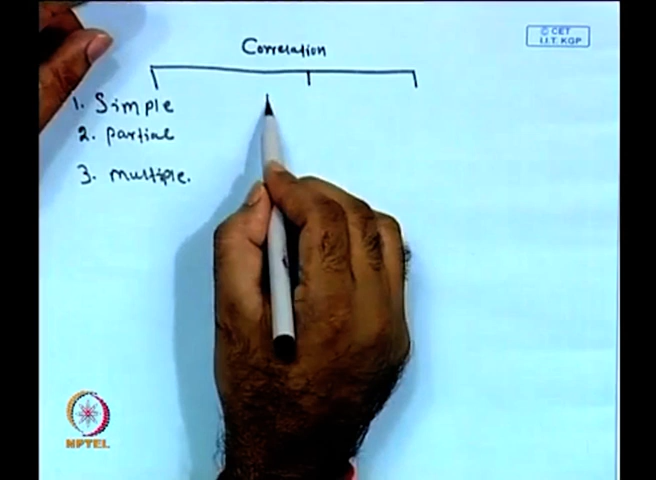 Correlation
© CET
I.I.T. KGP
1. Simple
2. partial
3. multiple.
NPTEL